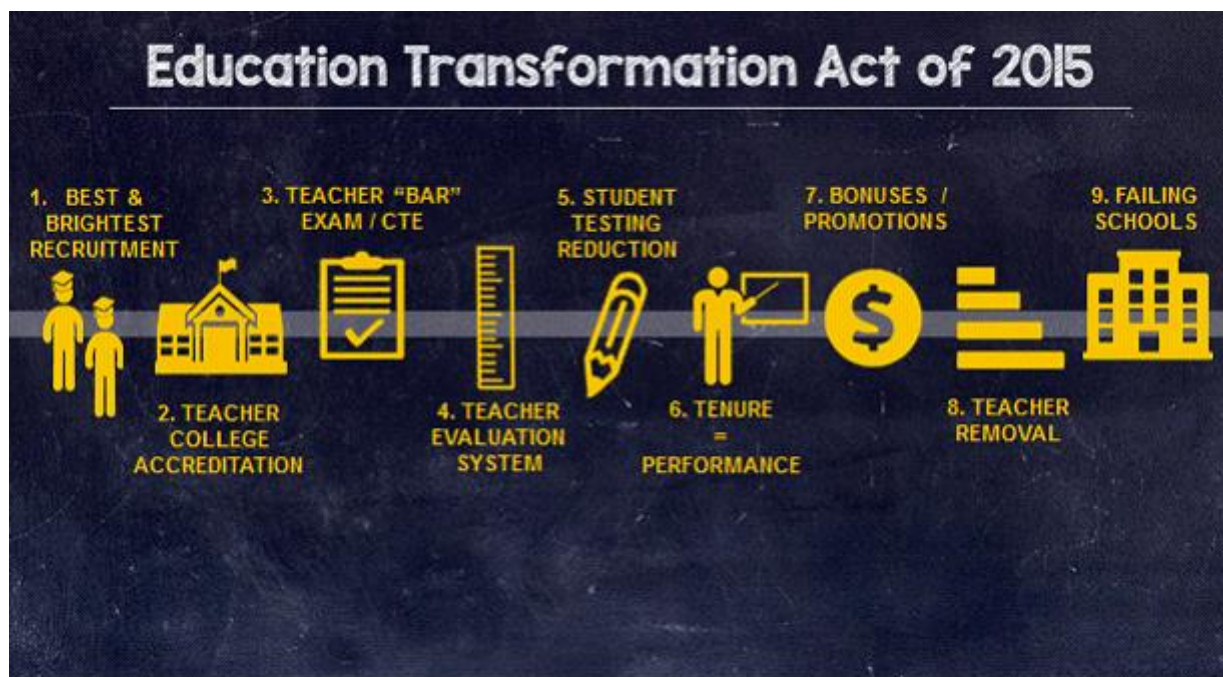 Education Transformation Act of 2015
1. BEST &
BRIGHTEST
RECRUITMENT
2. TEACHER
COLLEGE
ACCREDITATION
3. TEACHER “BAR”
EXAM / CTE
4. TEACHER
EVALUATION
SYSTEM
5. STUDENT
TESTING
REDUCTION
6. TENURE
=
PERFORMANCE
7. BONUSES /
PROMOTIONS
8. TEACHER
REMOVAL
9. FAILING
SCHOOLS